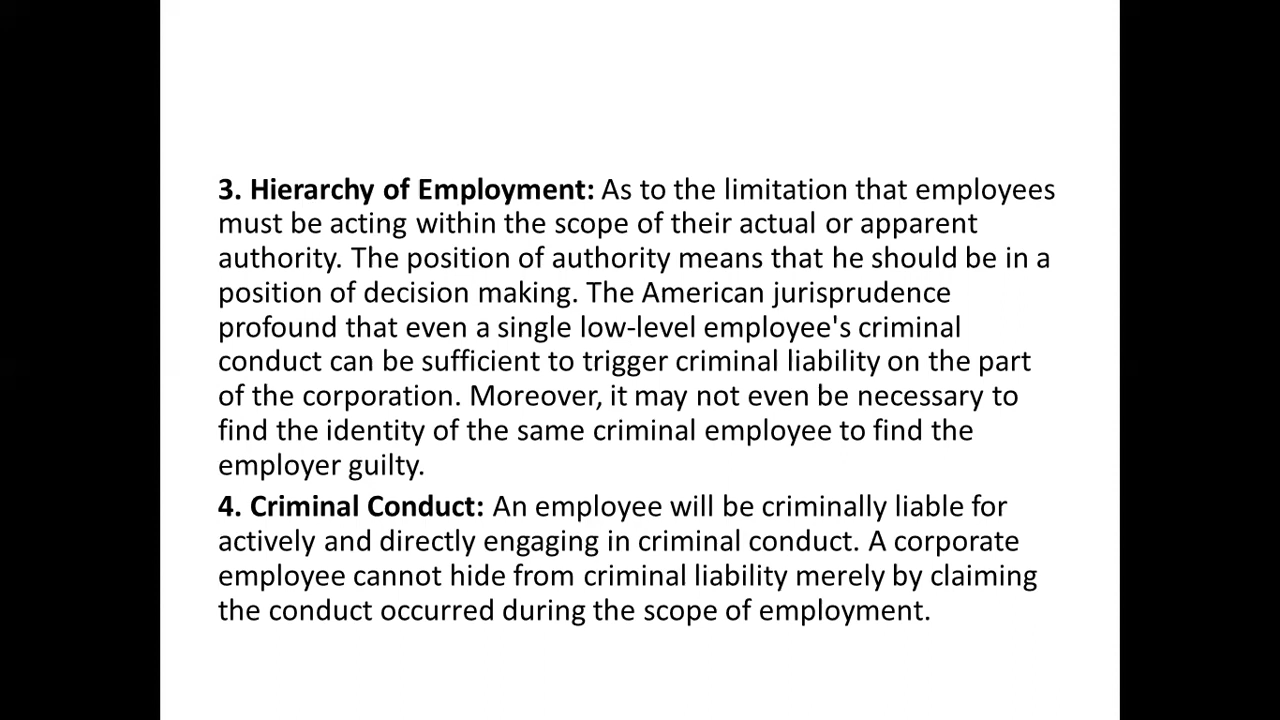 3. Hierarchy of Employment: As to the limitation that employees
must be acting within the scope of their actual or apparent
authority. The position of authority means that he should be in a
position of decision making. The American jurisprudence
profound that even a single low-level employee's criminal
conduct can be sufficient to trigger criminal liability on the part
of the corporation. Moreover, it may not even be necessary to
find the identity of the same criminal employee to find the
employer guilty.
4. Criminal Conduct: An employee will be criminally liable for
actively and directly engaging in criminal conduct. A corporate
employee cannot hide from criminal liability merely by claiming
the conduct occurred during the scope of employment.